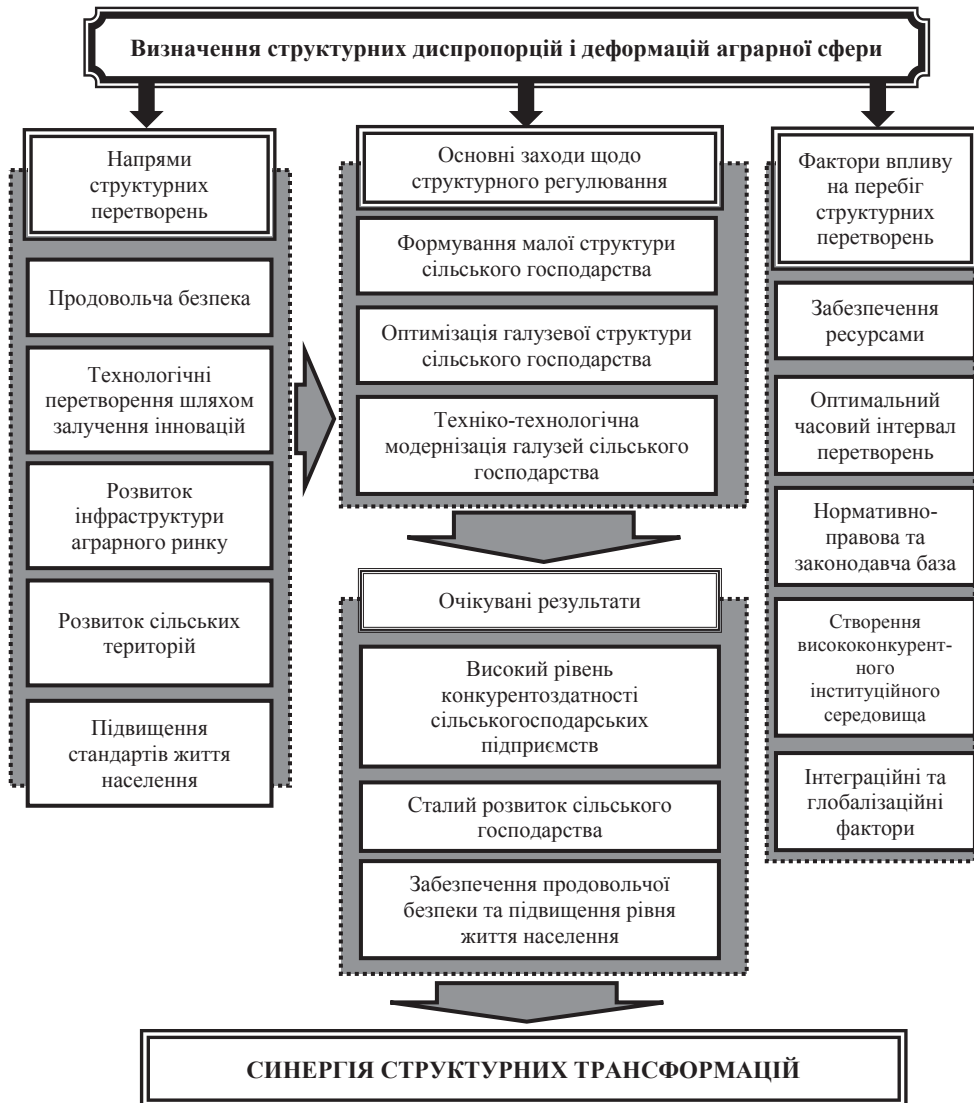 Визначення структурних диспропорцій і деформацій аграрної сфери
Напрями
структурних
перетворень
Продовольча безпека
Технологічні
перетворення шляхом
залучення інновацій
Розвиток
інфраструктури
аграрного ринку
Розвиток сільських
територій
Підвищення
стандартів життя
населення
Основні заходи щодо
структурного регулювання
Формування малої структури
сільського господарства
Оптимізація галузевої структури
сільського господарства
Техніко-технологічна
модернізація галузей сільського
господарства
Очікувані результати
Високий рівень
конкурентоздатності
сільськогосподарських
підприємств
Сталий розвиток сільського
господарства
Забезпечення продовольчої
безпеки та підвищення рівня
життя населення
Фактори впливу
на перебіг
структурних
перетворень
Забезпечення
ресурсами
Оптимальний
часовий інтервал
перетворень
Нормативно-
правова та
законодавча база
Створення
висококонкурент-
ного
інституційного
середовища
Інтеграційні та
глобалізаційні
фактори
СИНЕРГІЯ СТРУКТУРНИХ ТРАНСФОРМАЦІЙ